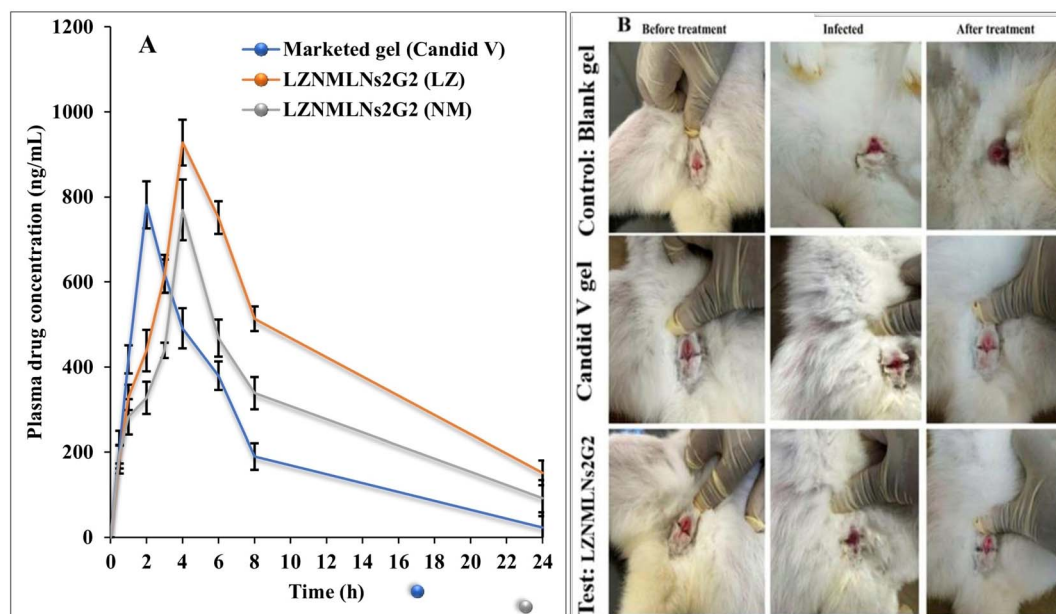 A
Marketed gel (Candid V)
LZNMLNs2G2 (LZ)
LZNMLNs2G2 (NM)
Plasma drug concentration (ng/mL)
1200
1000
800
600
400
200
0
0 2 4 6 8 10 12 14 16 18 20 22 24
Time (h)
B
Before treatment Infected After treatment
Control: Blank gel
Candid V gel
Test: LZNMLNs2G2